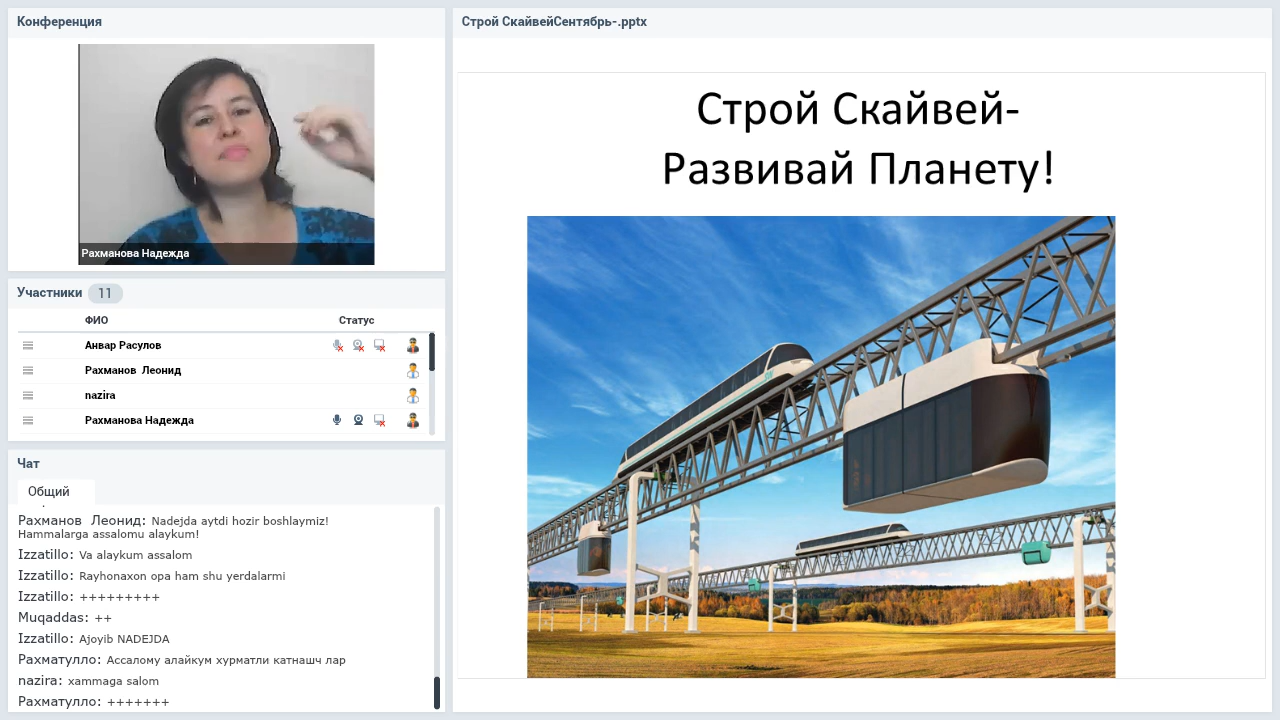 Конференция
Рахманова Надежда
Участники 11
ФИО Статус
Анвар Расулов
Рахманов Леонид
nazira
Рахманова Надежда
Чат
Общий
Рахманов Леонид: Nadejda aytdi hozir boshlaymiz!
Hammalarga assalomu alaykum!
Izzatillo: Va alaykum assalom
Izzatillo: Rayhonaxon opa ham shu yerdalarmi
Izzatillo: +++++++++
Muqaddas: ++
Izzatillo: Ajoyib NADEJDA
Рахматулло: Ассалому алайкум хурматли катнашч лар
nazira: xammaga salom
Рахматулло: +++++++
Строй СкайвейСентябрь-.pptx
Строй Скайвей-
Развивай Планету!